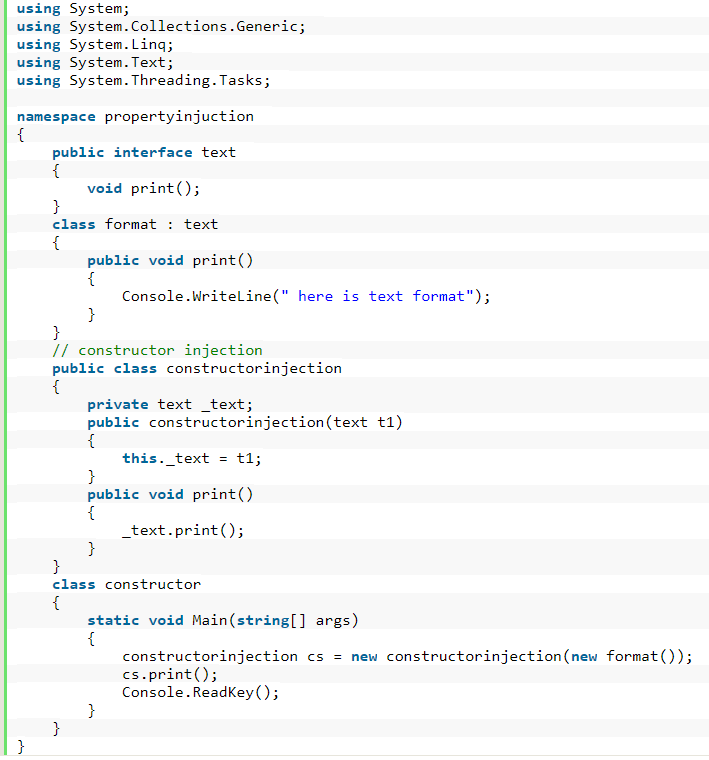 using System;
using System.Collections.Generic;
using System.Linq;
using System.Text;
using System.Threading.Tasks;

namespace propertyinjuction
{
    public interface text
    {
        void print();
    }
    class format : text
    {
        public void print()
        {
            Console.WriteLine(" here is text format");
        }
    }
    // constructor injection
    public class constructorinjection
    {
        private text _text;
        public constructorinjection(text t1)
        {
            this._text = t1;
        }
        public void print()
        {
            _text.print();
        }
    }
    class constructor
    {
        static void Main(string[] args)
        {
            constructorinjection cs = new constructorinjection(new format());
            cs.print();
            Console.ReadKey();
        }
    }
}